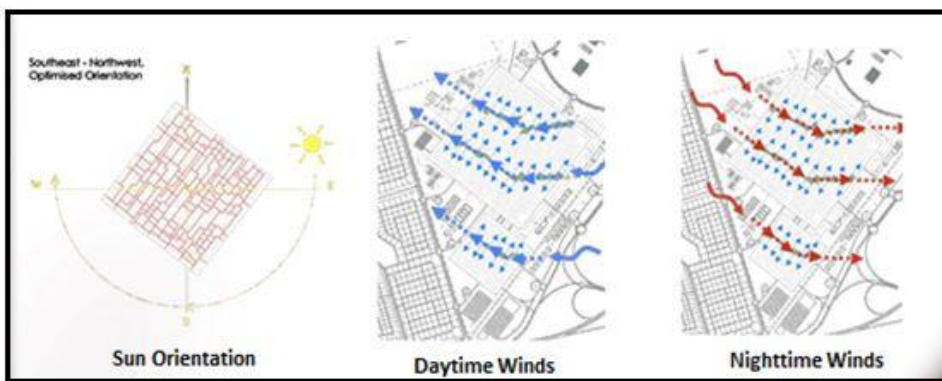 Southeast - Northwest,
Optimised Orientation
Sun Orientation
Daytime Winds
Nighttime Winds